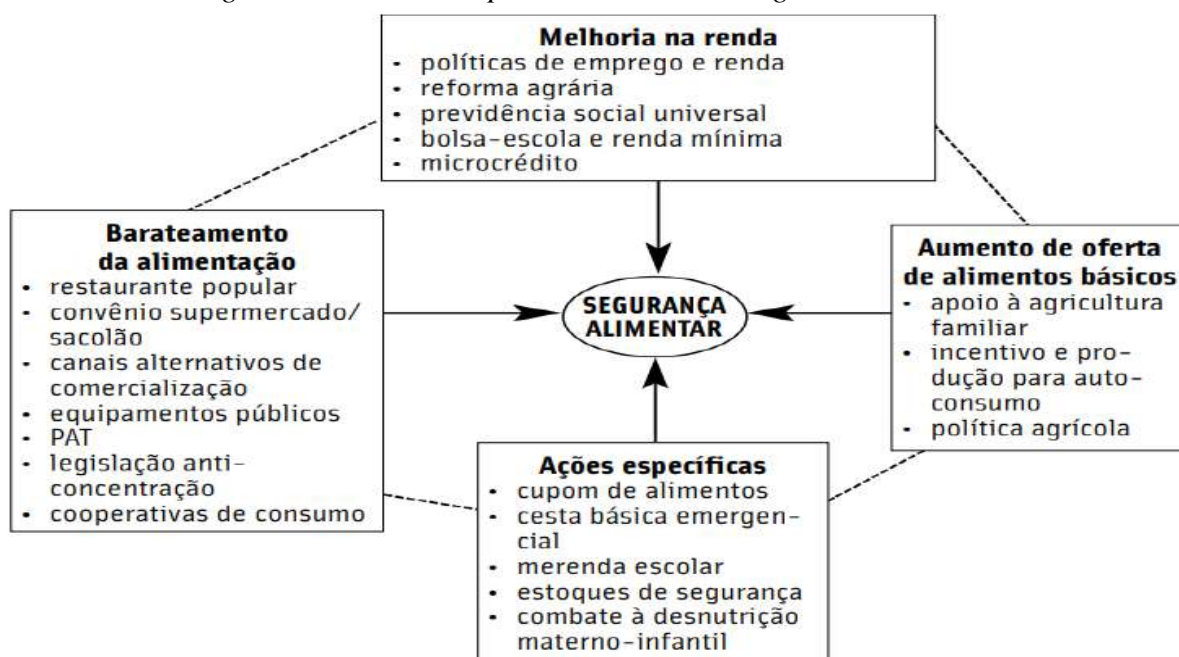 Melhoria na renda
• políticas de emprego e renda
• reforma agrária
• previdência social universal
• bolsa-escola e renda mínima
• microcrédito
Barateamento
da alimentação
• restaurante popular
• convênio supermercado/
sacolão
• canais alternativos de
comercialização
• equipamentos públicos
• PAT
• legislação anti-
concentração
• cooperativas de consumo
SEGURANÇA
ALIMENTAR
Aumento de oferta
de alimentos básicos
• apoio à agricultura
familiar
• incentivo e pro-
dução para auto-
consumo
• política agrícola
Ações específicas
• cupom de alimentos
• cesta básica emergen-
cial
• merenda escolar
• estoques de segurança
• combate à desnutrição
materno-infantil